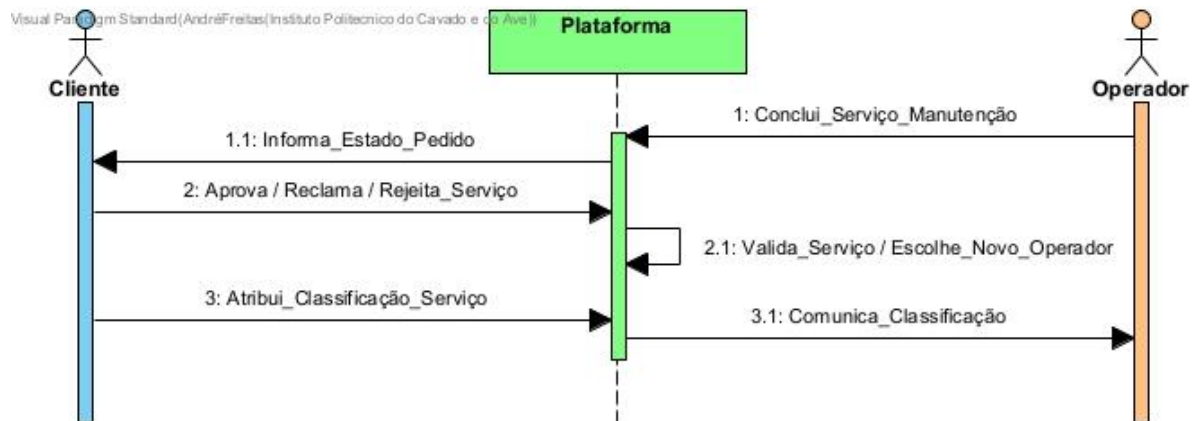 Visual Paradigm Standard(AndréFreitas(Instituto Politecnico do Cavado e do Ave))
Plataforma
Cliente
Operador
1: Conclui_Serviço_Manutenção
1.1: Informa_Estado_Pedido
2: Aprova / Reclama / Rejeita_Serviço
2.1: Valida_Serviço / Escolhe_Novo_Operador
3: Atribui_Classificação_Serviço
3.1: Comunica_Classificação